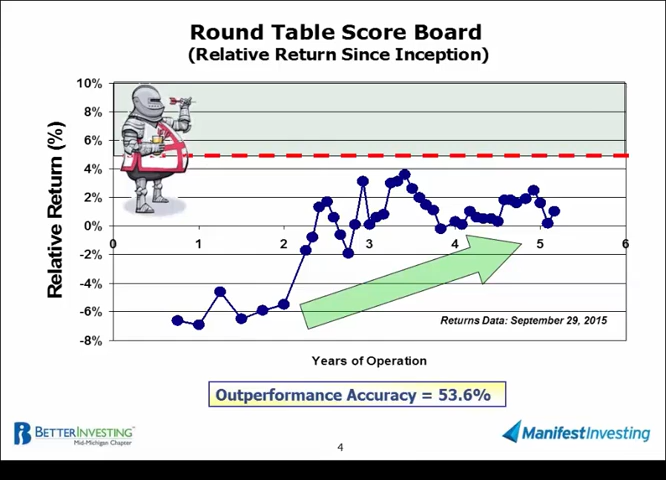 Round Table Score Board
(Relative Return Since Inception)
Relative Return (%)
10%
8%
6%
4%
2%
0%
-2%
-4%
-6%
-8%
0 1 2 3 4 5 6
Returns Data: September 29, 2015
Years of Operation
Outperformance Accuracy = 53.6%
BETTERINVESTING™
Mid-Michigan Chapter
4
ManifestInvesting